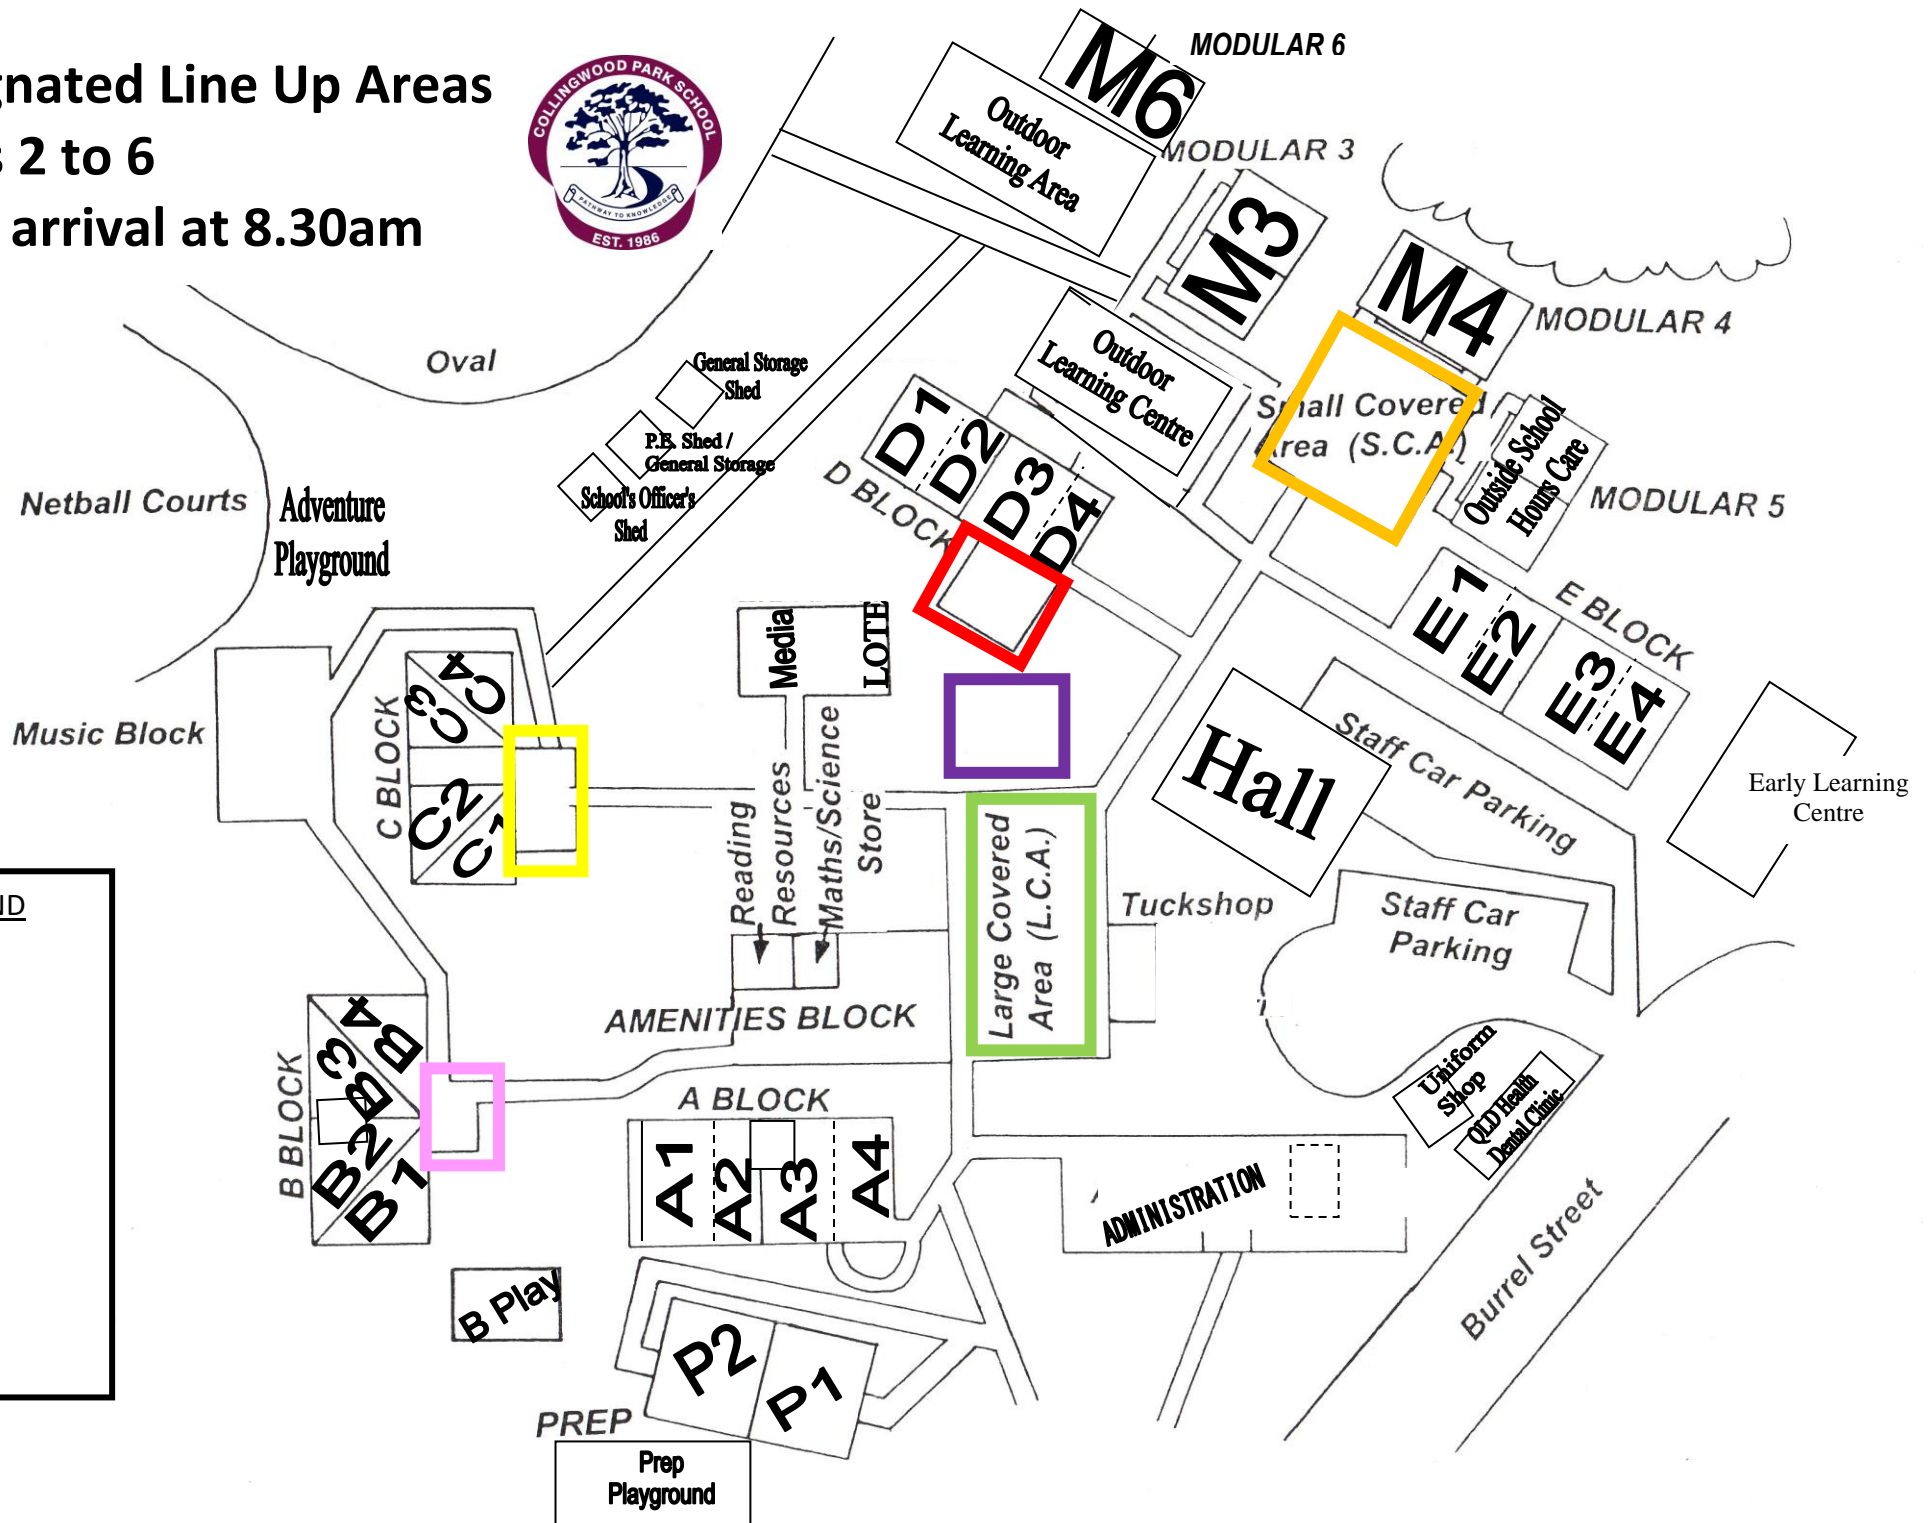 gnated Line Up Areas
s 2 to 6
arrival at 8.30am
COLLINGWOOD PARK SCHOOL
PATHWAY TO KNOWLEDGE
EST. 1986
MODULAR 6
M6
Outdoor
Learning Area
MODULAR 3
M3
M4
MODULAR 4
Oval
General Storage
Shed
P.E. Shed /
General Storage
School's Officer's
Shed
Outdoor
Learning Centre
Small Covered
Area (S.C.A.)
Outside School
Hours Care
MODULAR 5
D1
D2
D3
D4
D BLOCK
Netball Courts
Adventure
Playground
E1
E2
E3
E4
E BLOCK
Media
LOTE
Music Block
C BLOCK
C4
C3
C2
C1
Hall
Staff Car Parking
Early Learning
Centre
Reading
Resources
Maths/Science
Store
Large Covered
Area (L.C.A.)
Tuckshop
Staff Car
Parking
ND
AMENITIES BLOCK
B BLOCK
B4
B3
B2
B1
A BLOCK
A1
A2
A3
A4
Uniform
Shop
QLD Health
Dental Clinic
ADMINISTRATION
Burrel Street
B Play
P2
P1
PREP
Prep
Playground